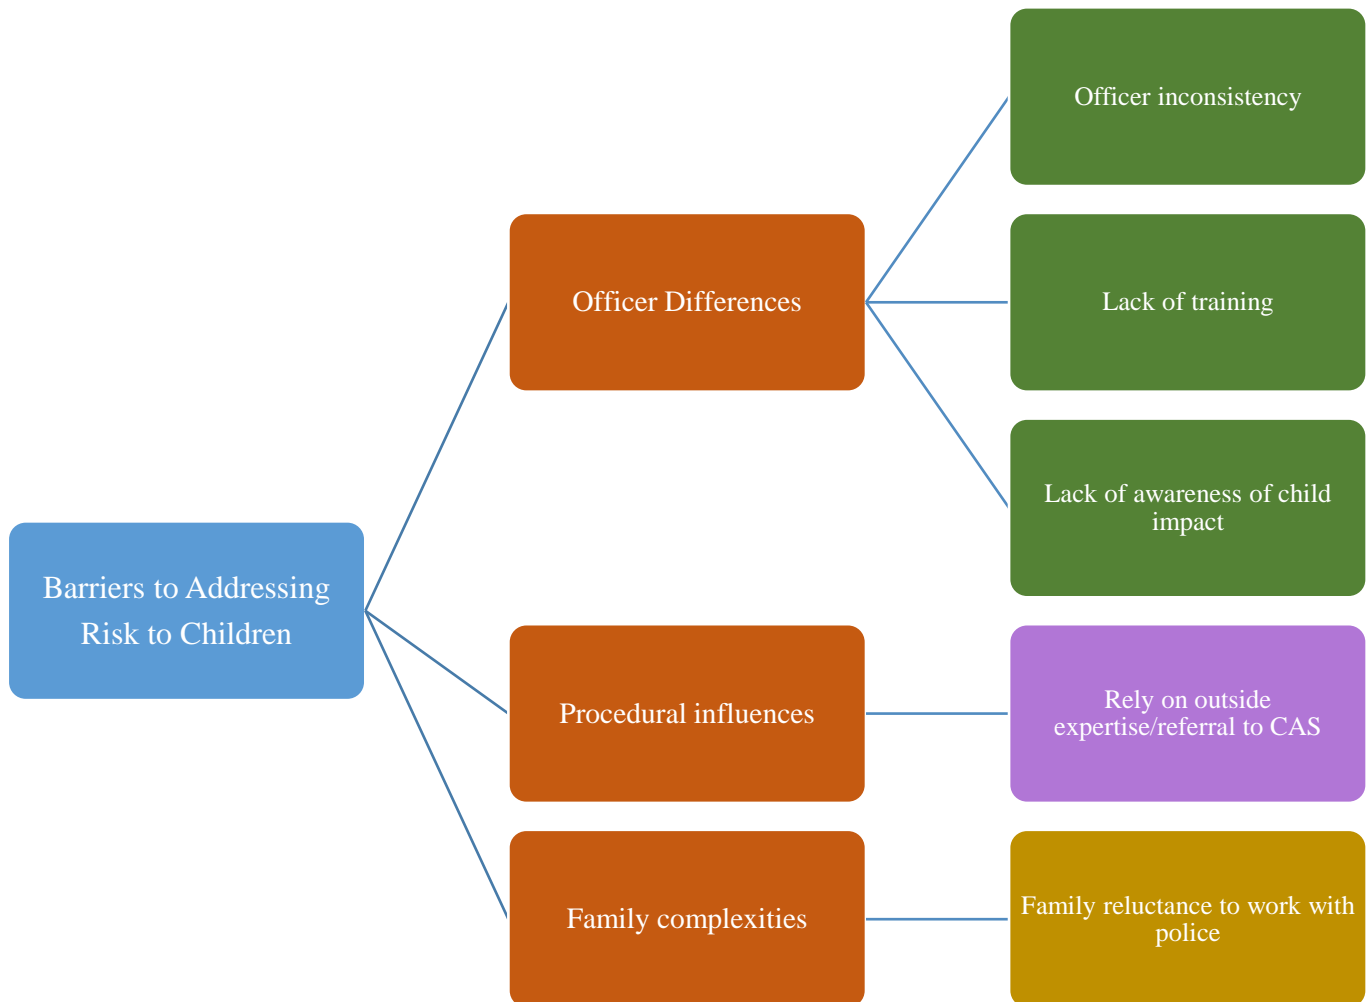 Officer inconsistency
Officer Differences
Lack of training
Lack of awareness of child
impact
Barriers to Addressing
Risk to Children
Procedural influences
Rely on outside
expertise/referral to CAS
Family complexities
Family reluctance to work with
police